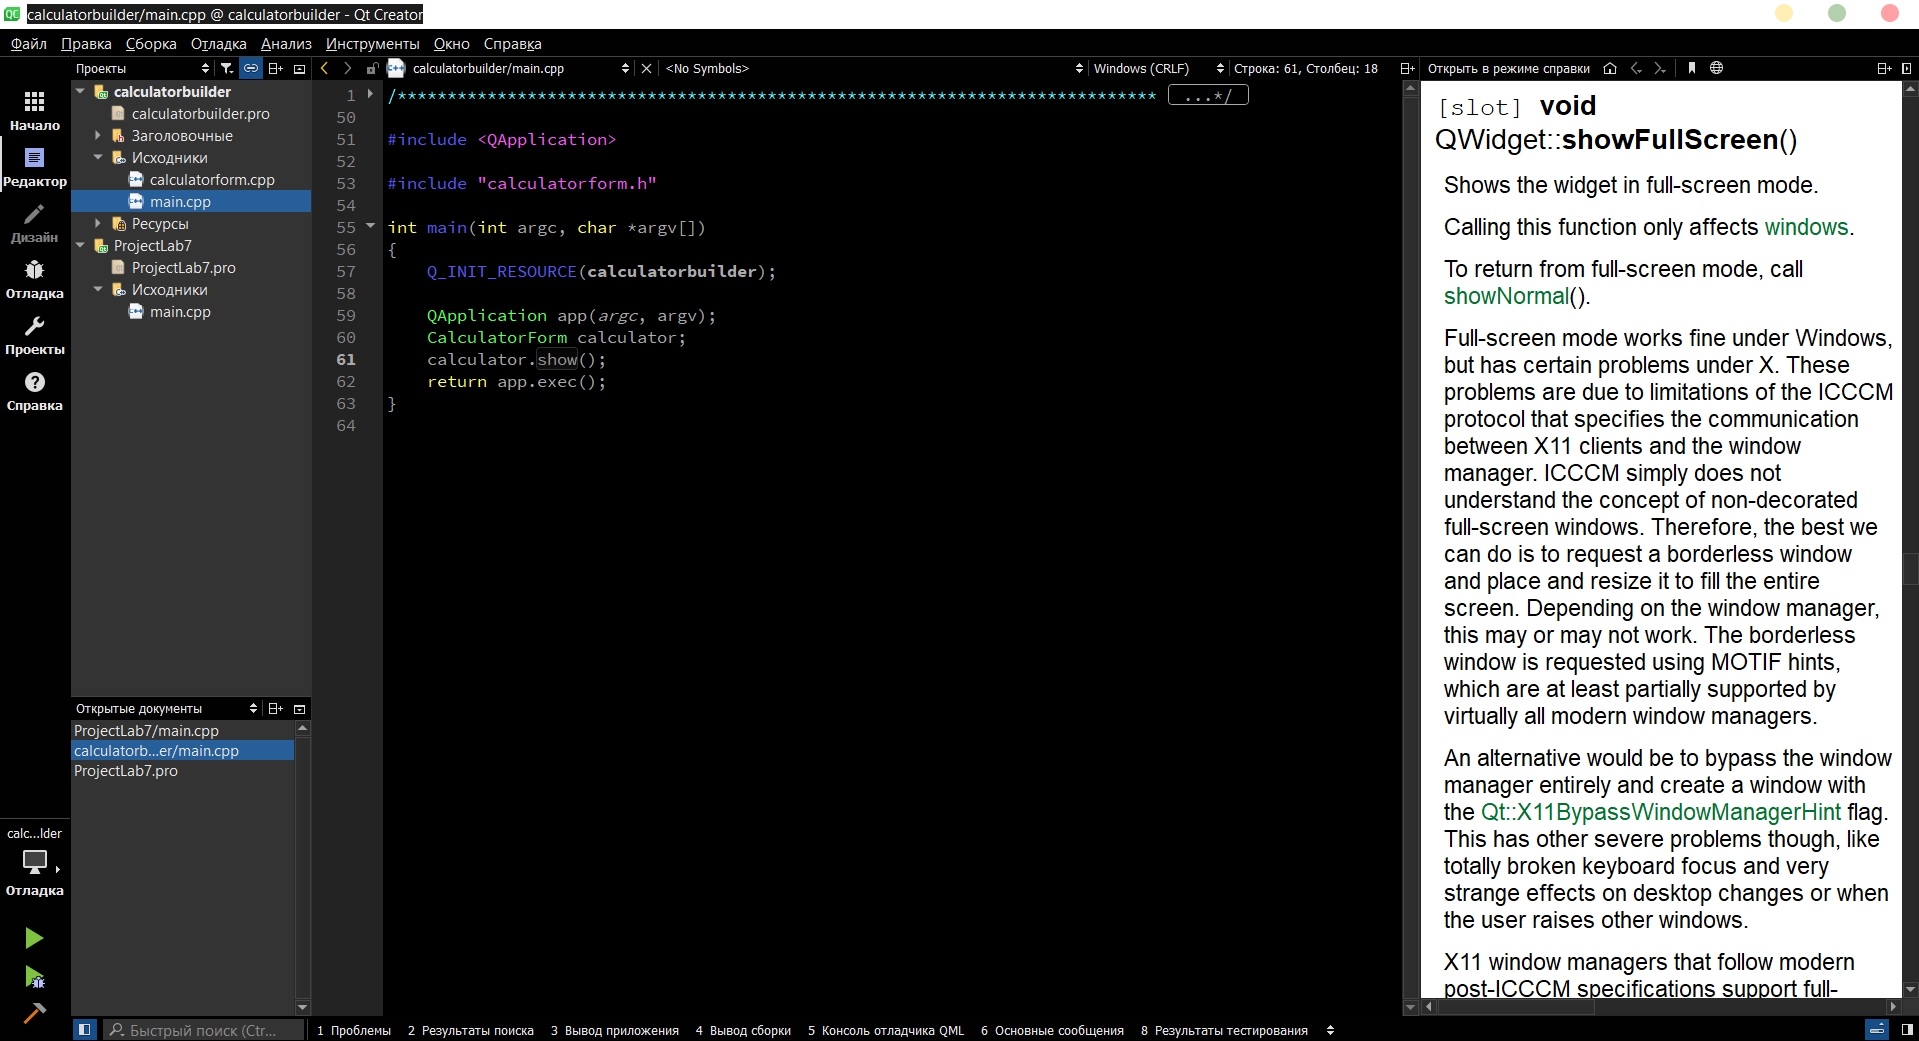 calculatorbuilder/main.cpp @ calculatorbuilder - Qt Creator
Файл Правка Сборка Отладка Анализ Инструменты Окно Справка
Проекты
calculatorbuilder/main.cpp
<No Symbols>
Windows (CRLF)
Строка: 61, Столбец: 18
Открыть в режиме справки
Начало
Редактор
Дизайн
Отладка
Проекты
Справка
calculatorbuilder
calculatorbuilder.pro
Заголовочные
Исходники
calculatorform.cpp
main.cpp
Ресурсы
ProjectLab7
ProjectLab7.pro
Исходники
main.cpp
Открытые документы
ProjectLab7/main.cpp
calculatorb...er/main.cpp
ProjectLab7.pro
calc...lder
Отладка
1 /**************************************************************************** ...*/
50
51 #include <QApplication>
52
53 #include "calculatorform.h"
54
55 int main(int argc, char *argv[])
56 {
57 Q_INIT_RESOURCE(calculatorbuilder);
58
59 QApplication app(argc, argv);
60 CalculatorForm calculator;
61 calculator.show();
62 return app.exec();
63 }
64
[slot] void
QWidget::showFullScreen()
Shows the widget in full-screen mode.
Calling this function only affects windows.
To return from full-screen mode, call
showNormal().
Full-screen mode works fine under Windows,
but has certain problems under X. These
problems are due to limitations of the ICCCM
protocol that specifies the communication
between X11 clients and the window
manager. ICCCM simply does not
understand the concept of non-decorated
full-screen windows. Therefore, the best we
can do is to request a borderless window
and place and resize it to fill the entire
screen. Depending on the window manager,
this may or may not work. The borderless
window is requested using MOTIF hints,
which are at least partially supported by
virtually all modern window managers.
An alternative would be to bypass the window
manager entirely and create a window with
the Qt::X11BypassWindowManagerHint flag.
This has other severe problems though, like
totally broken keyboard focus and very
strange effects on desktop changes or when
the user raises other windows.
X11 window managers that follow modern
post-ICCCM specifications support full-
Быстрый поиск (Ctr...
1 Проблемы 2 Результаты поиска 3 Вывод приложения 4 Вывод сборки 5 Консоль отладчика QML 6 Основные сообщения 8 Результаты тестирования